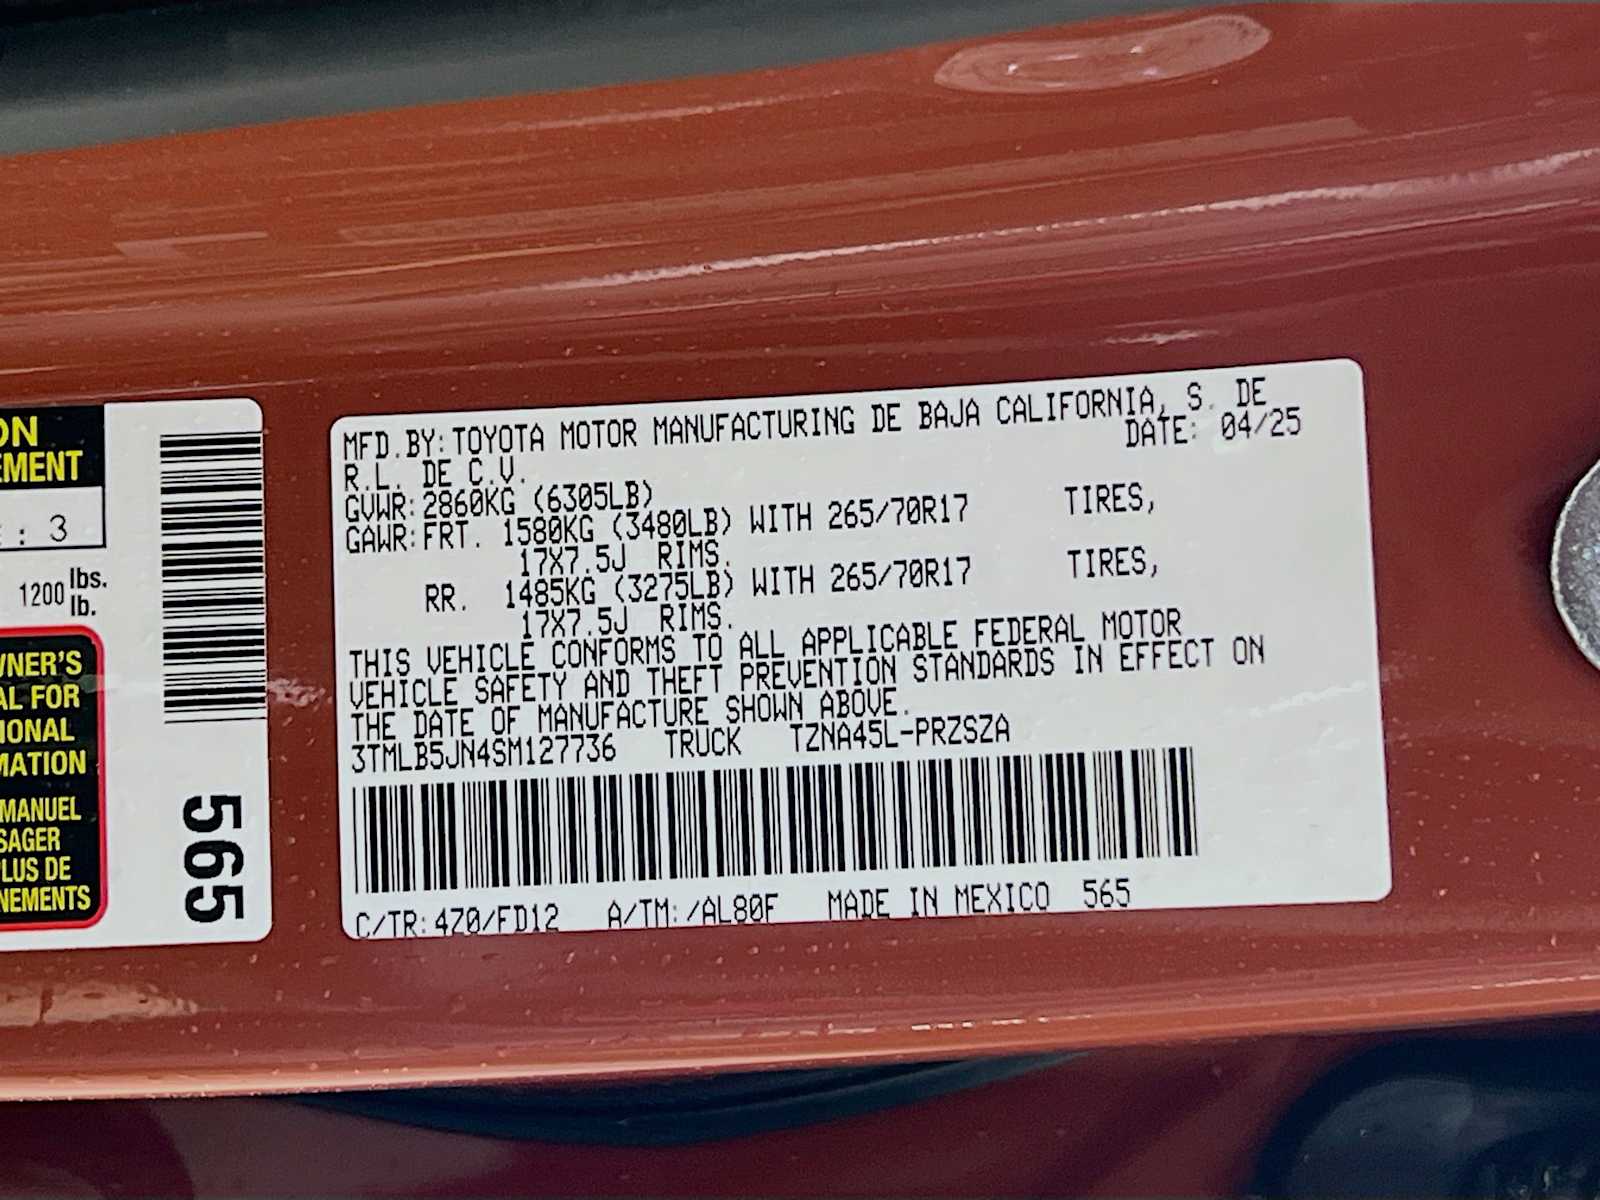 ON
EMENT
: 3
1200 lbs.
lb.
WNER'S
AL FOR
IONAL
MATION
MANUEL
SAGER
PLUS DE
NEMENTS
565
MFD.BY:TOYOTA MOTOR MANUFACTURING DE BAJA CALIFORNIA, S. DE
R.L. DE C.V. DATE: 04/25
GVWR:2860KG (6305LB)
GAWR:FRT. 1580KG (3480LB) WITH 265/70R17 TIRES,
17X7.5J RIMS.
RR. 1485KG (3275LB) WITH 265/70R17 TIRES,
17X7.5J RIMS.
THIS VEHICLE CONFORMS TO ALL APPLICABLE FEDERAL MOTOR
VEHICLE SAFETY AND THEFT PREVENTION STANDARDS IN EFFECT ON
THE DATE OF MANUFACTURE SHOWN ABOVE.
3TMLB5JN4SM127736 TRUCK TZNA45L-PRZSZA
C/TR:4Z0/FD12 A/TM:/AL80F MADE IN MEXICO 565